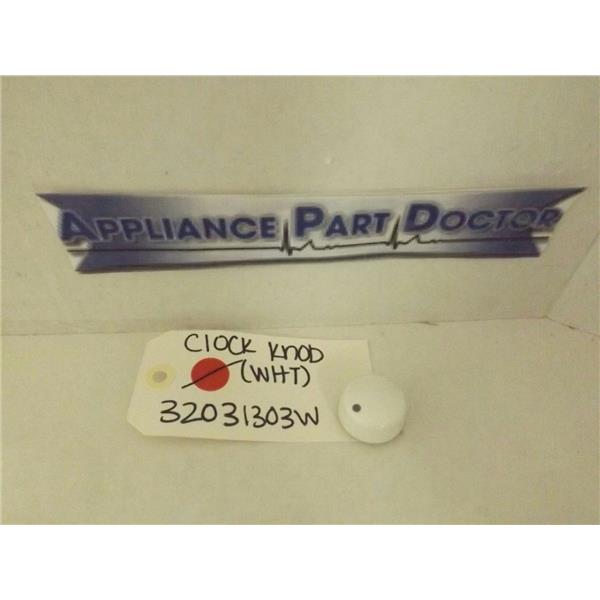 APPLIANCE PART DOCTOR
Clock Knob
(WHT)
32031303W